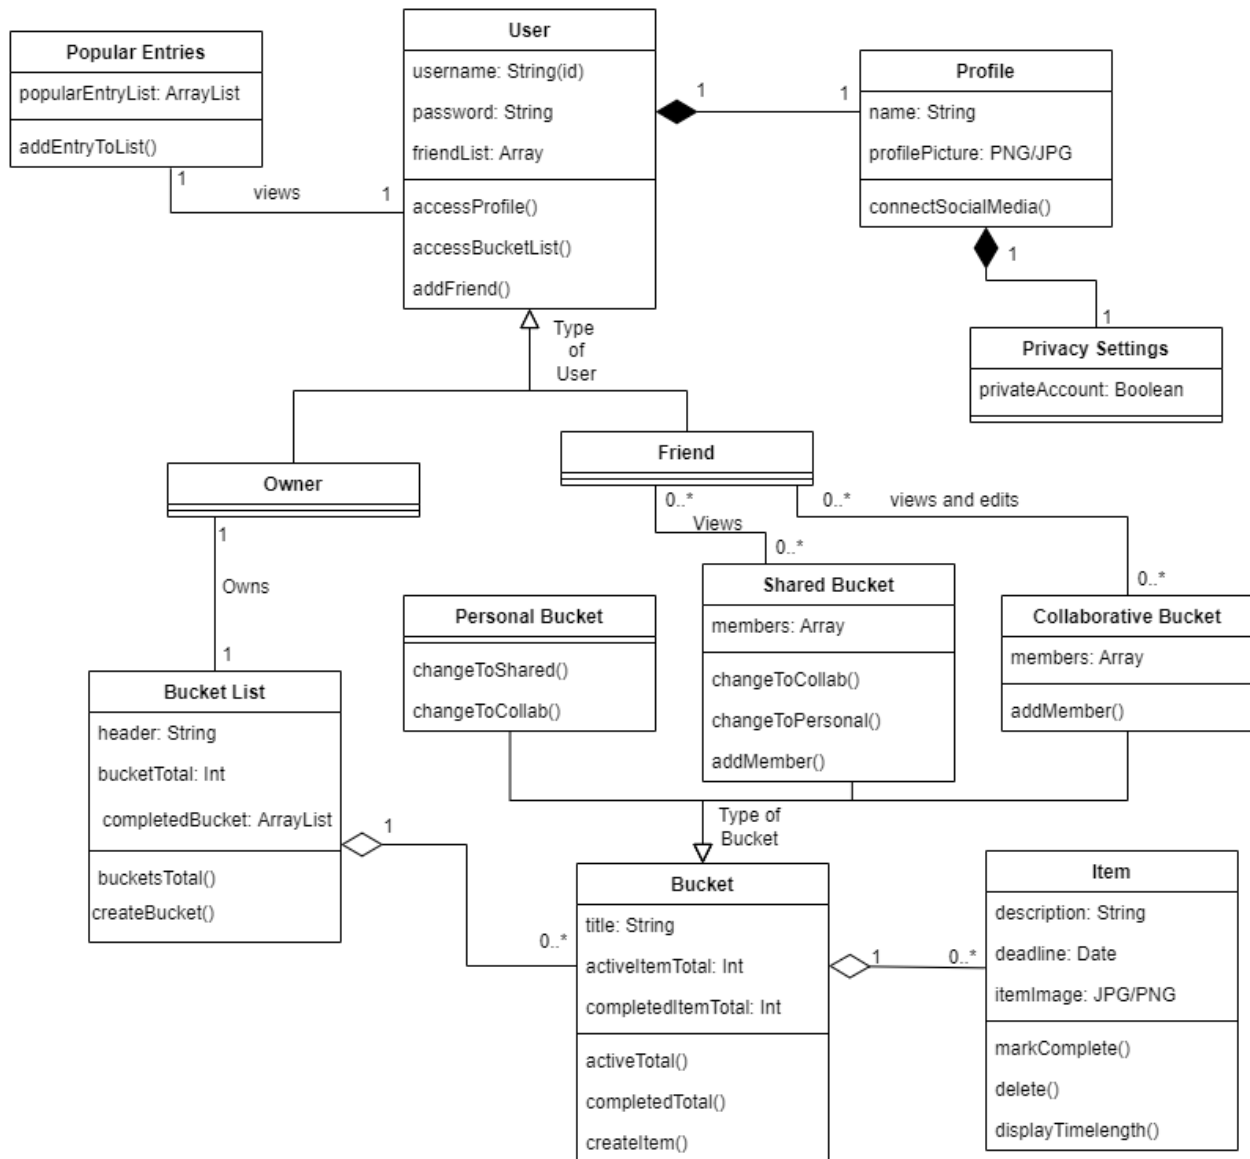 Popular Entries
popularEntryList: ArrayList
addEntryToList()
1
views
1
User
username: String(id)
password: String
friendList: Array
accessProfile()
accessBucketList()
addFriend()
1
1
Profile
name: String
profilePicture: PNG/JPG
connectSocialMedia()
1
1
Privacy Settings
privateAccount: Boolean
Type
of
User
Owner
Friend
1
Owns
1
0..*
Views
0..*
0..*
views and edits
0..*
Personal Bucket
changeToShared()
changeToCollab()
Shared Bucket
members: Array
changeToCollab()
changeToPersonal()
addMember()
Collaborative Bucket
members: Array
addMember()
Bucket List
header: String
bucketTotal: Int
completedBucket: ArrayList
bucketsTotal()
createBucket()
1
0..*
Type of
Bucket
Bucket
title: String
activeItemTotal: Int
completedItemTotal: Int
activeTotal()
completedTotal()
createItem()
1
0..*
Item
description: String
deadline: Date
itemImage: JPG/PNG
markComplete()
delete()
displayTimelength()